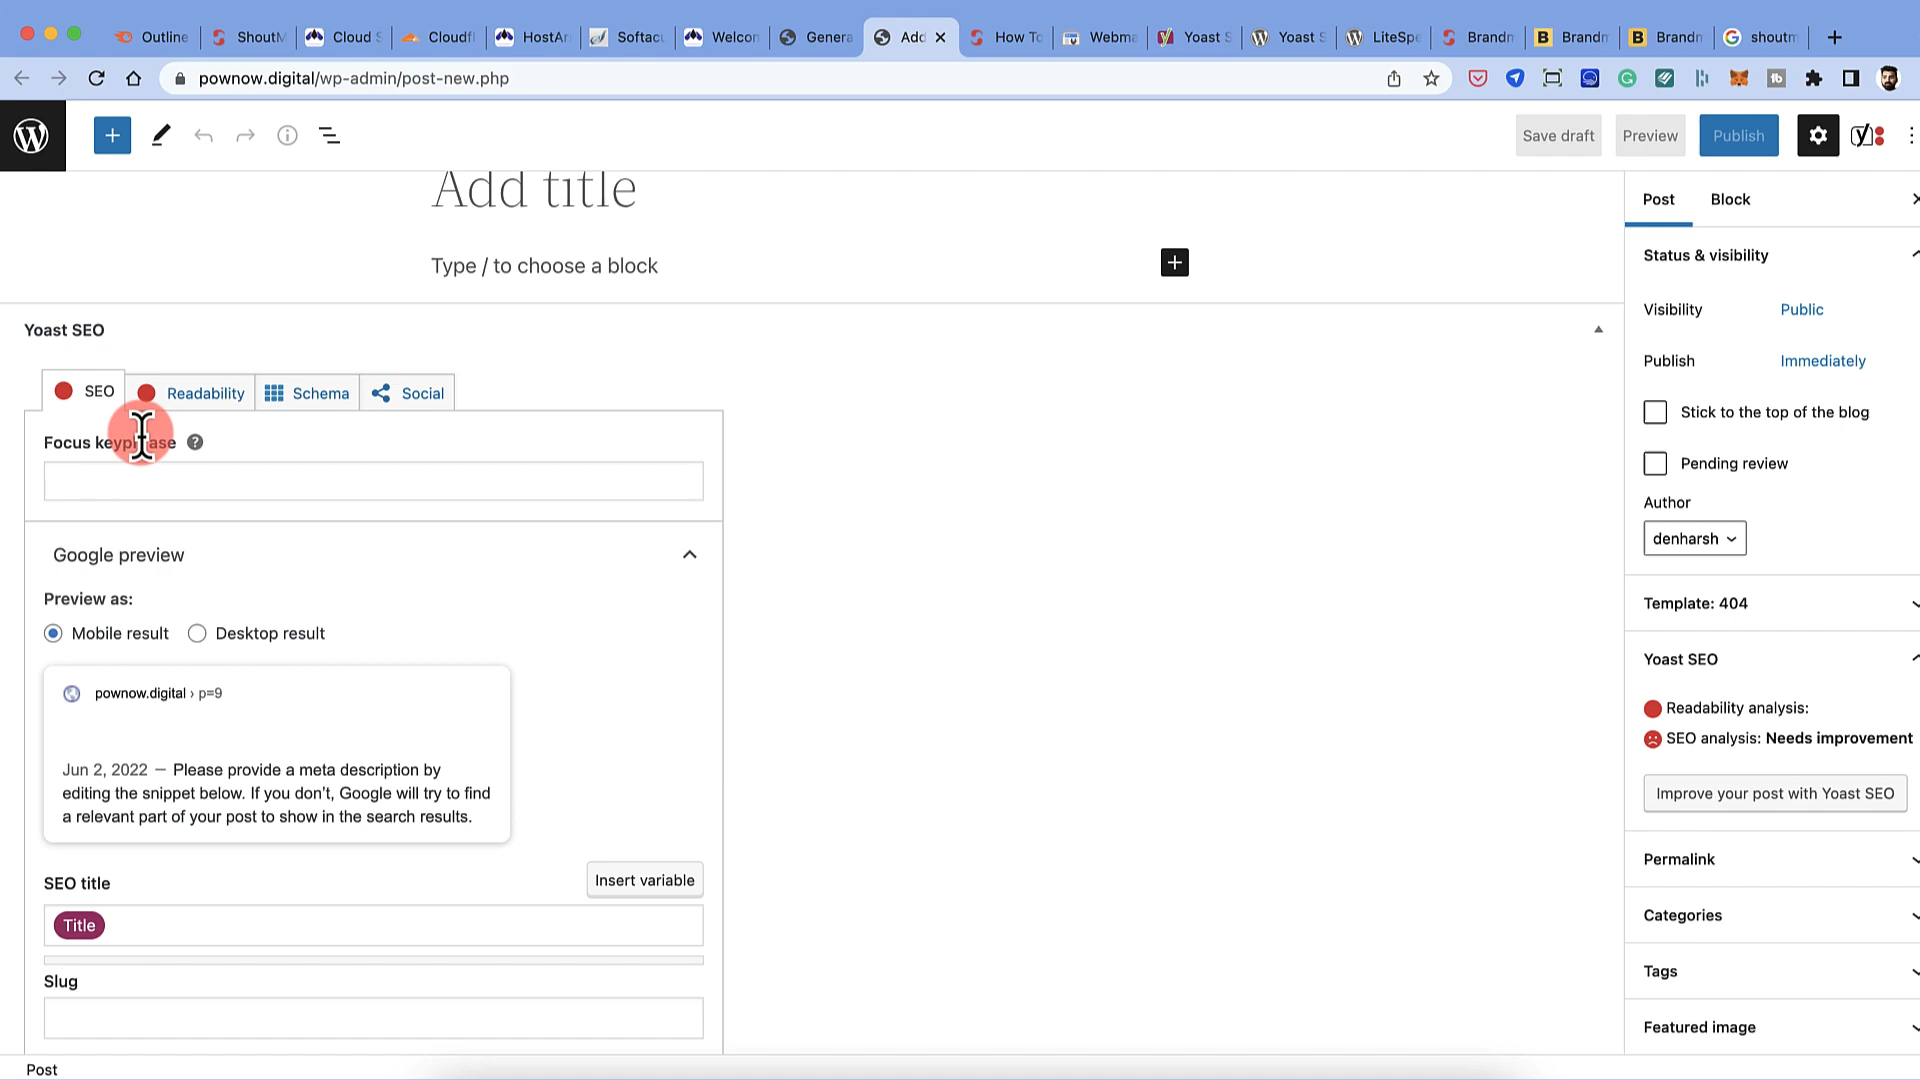 Outline
ShoutM
Cloud S
Cloudfl
HostAr
Softacu
Welcon
Genera
Add
How To
Webma
Yoast S
Yoast S
LiteSpe
Brandm
Brandm
Brandm
shoutm
pownow.digital/wp-admin/post-new.php
Save draft
Preview
Publish
Add title
Type / to choose a block
Post
Block
Status & visibility
Visibility
Public
Publish
Immediately
Stick to the top of the blog
Pending review
Author
denharsh
Template: 404
Yoast SEO
Readability analysis:
SEO analysis: Needs improvement
Improve your post with Yoast SEO
Permalink
Categories
Tags
Featured image
Yoast SEO
SEO
Readability
Schema
Social
Focus keyphrase
Google preview
Preview as:
Mobile result
Desktop result
pownow.digital › p=9
Jun 2, 2022 — Please provide a meta description by
editing the snippet below. If you don’t, Google will try to find
a relevant part of your post to show in the search results.
SEO title
Insert variable
Title
Slug
Post